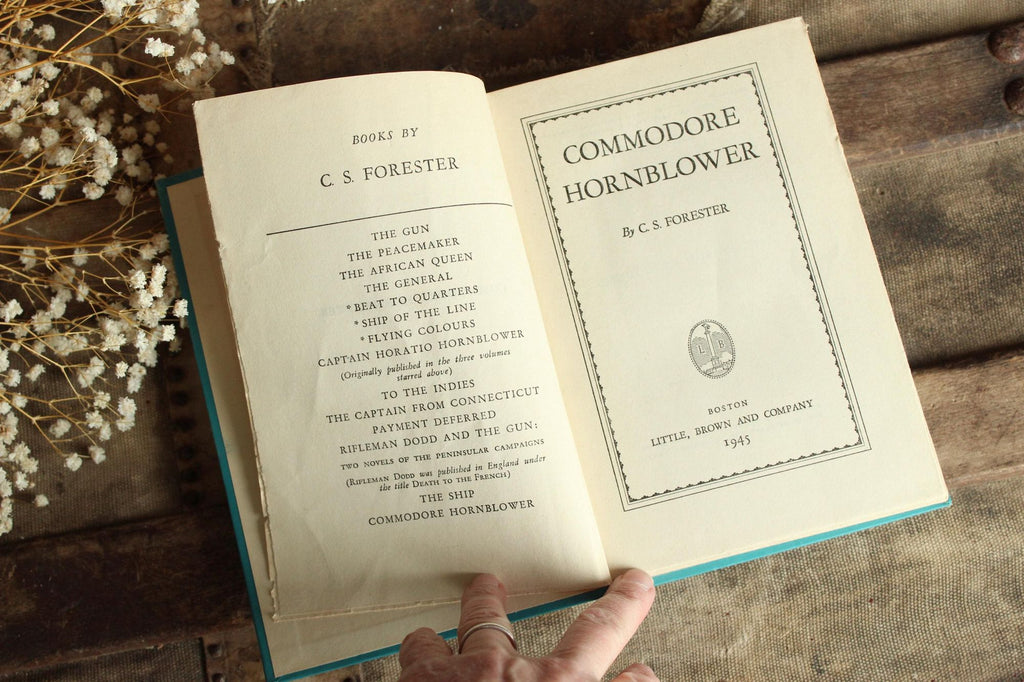 BOOKS BY
C. S. FORESTER
THE GUN
THE PEACEMAKER
THE AFRICAN QUEEN
THE GENERAL
*BEAT TO QUARTERS
*SHIP OF THE LINE
*FLYING COLOURS
CAPTAIN HORATIO HORNBLOWER
(Originally published in the three volumes
starred above)
TO THE INDIES
THE CAPTAIN FROM CONNECTICUT
PAYMENT DEFERRED
RIFLEMAN DODD AND THE GUN:
TWO NOVELS OF THE PENINSULAR CAMPAIGNS
(RIFLEMAN DODD was published in England under
the title DEATH TO THE FRENCH)
THE SHIP
COMMODORE HORNBLOWER
COMMODORE
HORNBLOWER
By C. S. FORESTER
L B
BOSTON
LITTLE, BROWN AND COMPANY
1945